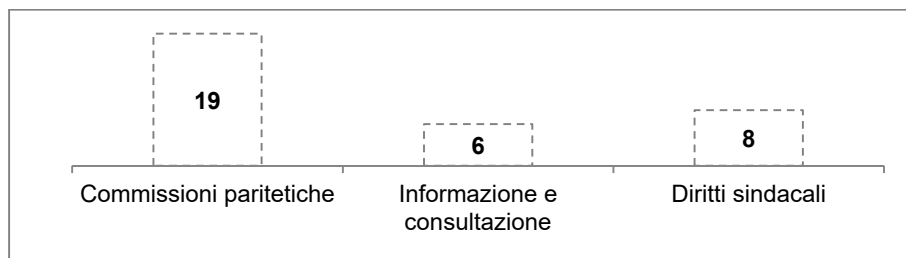 19
6
8
Commissioni paritetiche
Informazione e
consultazione
Diritti sindacali